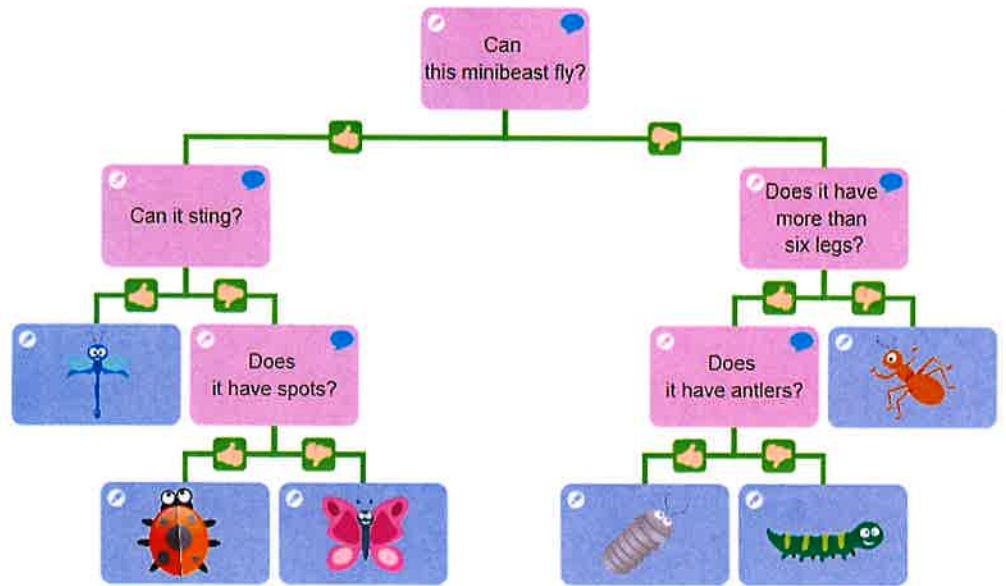 Can
this minibeast fly?
Can it sting?
Does it have
more than
six legs?
Does
it have spots?
Does
it have antlers?